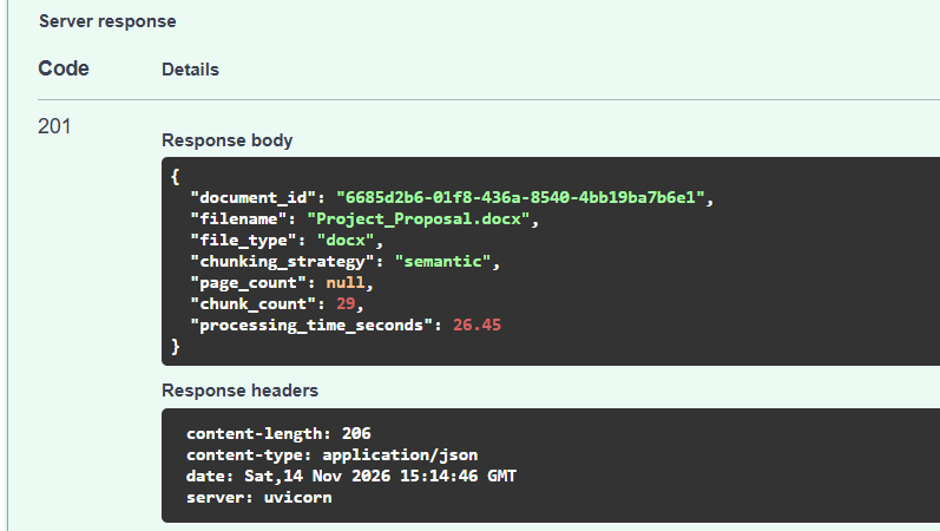 Server response
Code Details
201
Response body
{
"document_id": "6685d2b6-01f8-436a-8540-4bb19ba7b6e1",
"filename": "Project_Proposal.docx",
"file_type": "docx",
"chunking_strategy": "semantic",
"page_count": null,
"chunk_count": 29,
"processing_time_seconds": 26.45
}
Response headers
content-length: 206
content-type: application/json
date: Sat,14 Nov 2026 15:14:46 GMT
server: uvicorn